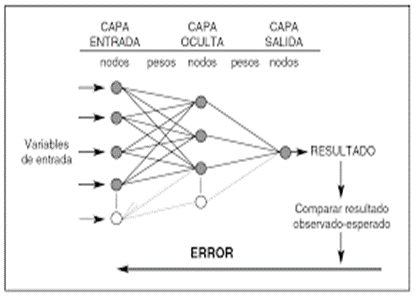 CAPA CAPA CAPA
ENTRADA OCULTA SALIDA
nodos pesos nodos pesos nodos
Variables
de entrada
RESULTADO
Comparar resultado
observado-esperado
ERROR